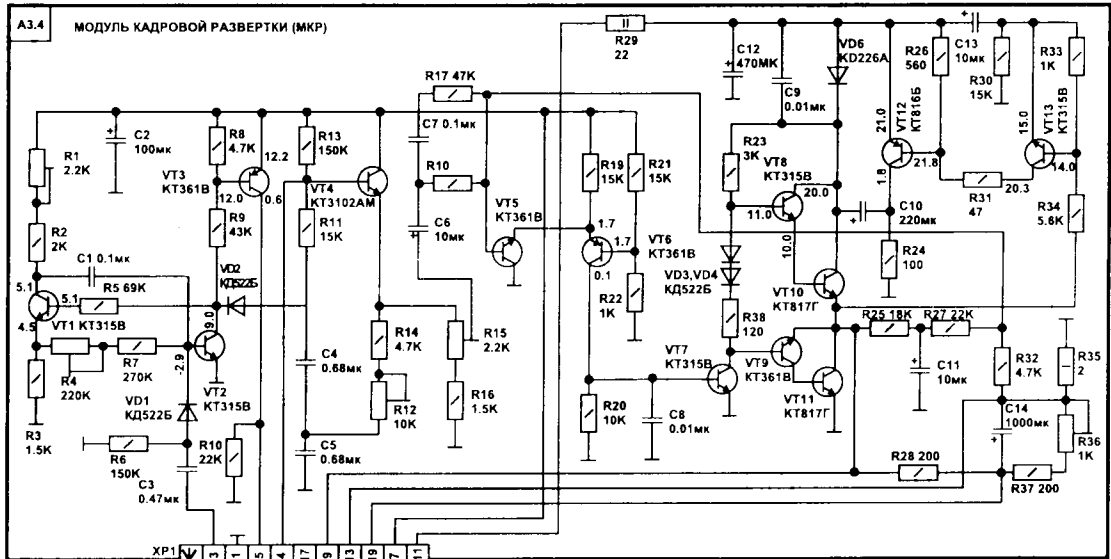 А3.4
МОДУЛЬ КАДРОВОЙ РАЗВЕРТКИ (МКР)
R29
22
C12
470МК
C9
0.01мк
VD6
KD226A
R26
560
C13
10мк
R30
15К
R33
1К
R17 47К
C7 0.1мк
R10
C6
10мк
R1
2.2К
C2
100мк
R8
4.7К
12.2
VT3
КТ361В
12.0
0.6
R13
150К
VT4
КТ3102АМ
R19
15К
R21
15К
R23
3К
VT8
КТ315В
20.0
11.0
10.0
21.0
VT12
КТ816Б
21.8
1.8
15.0
VT13
КТ315В
14.0
20.3
R31
47
R34
5.6К
R2
2К
R9
43К
R11
15К
VT5
КТ361В
1.7
1.7
0.1
VT6
КТ361В
VD3,VD4
КД522Б
C10
220мк
R24
100
C1 0.1мк
5.1
5.1
R5 69К
VD2
КД522Б
4.5
VT1 КТ315В
9.0
R22
1К
R38
120
VT10
КТ817Г
R25 18К
R27 22К
R4
220К
R7
270К
-2.9
VT2
КТ315В
C4
0.68мк
R14
4.7К
R15
2.2К
VT7
КТ315В
VT9
КТ361В
C11
10мк
R32
4.7К
R35
2
R3
1.5К
VD1
КД522Б
R12
10К
R16
1.5К
R20
10К
C8
0.01мк
VT11
КТ817Г
C14
1000мк
R36
1К
R6
150К
C3
0.47мк
R10
22К
C5
0.68мк
R28 200
R37 200
XP1
3
1
5
4
17
9
13
19
7
11